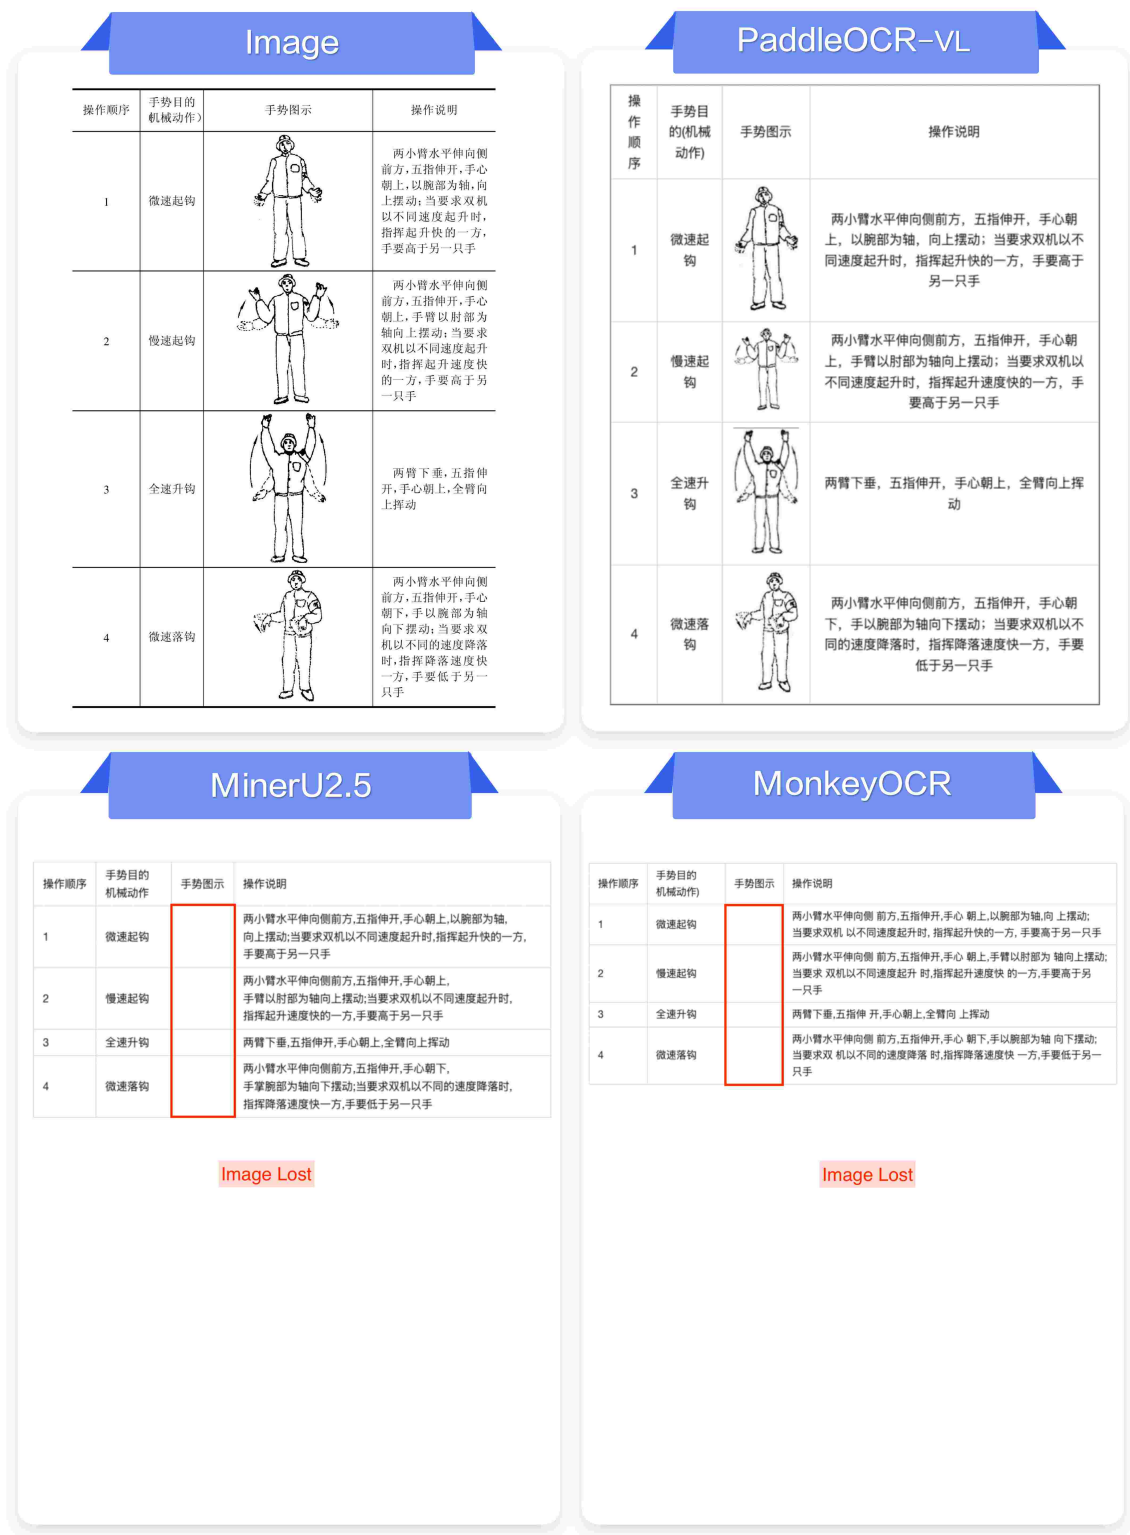 Image
操作顺序
手势目的
机械动作）
手势图示
操作说明
1
微速起钩
两小臂水平伸向侧
前方，五指伸开，手心
朝上，以腕部为轴，向
上摆动；当要求双机
以不同速度起升时，
指挥起升快的一方，
手要高于另一只手
2
慢速起钩
两小臂水平伸向侧
前方，五指伸开，手心
朝上，手臂以肘部为
轴向上摆动；当要求
双机以不同速度起升
时，指挥起升速度快
的一方，手要高于另
一只手
3
全速升钩
两臂下垂，五指伸
开，手心朝上，全臂向
上挥动
4
微速落钩
两小臂水平伸向侧
前方，五指伸开，手心
朝下，手以腕部为轴
向下摆动；当要求双
机以不同的速度降落
时，指挥降落速度快
一方，手要低于另一
只手
PaddleOCR-VL
操
作
顺
序
手势目
的(机械
动作)
手势图示
操作说明
1
微速起
钩
两小臂水平伸向侧前方，五指伸开，手心朝
上，以腕部为轴，向上摆动；当要求双机以不
同速度起升时，指挥起升快的一方，手要高于
另一只手
2
慢速起
钩
两小臂水平伸向侧前方，五指伸开，手心朝
上，手臂以肘部为轴向上摆动；当要求双机以
不同速度起升时，指挥起升速度快的一方，手
要高于另一只手
3
全速升
钩
两臂下垂，五指伸开，手心朝上，全臂向上挥
动
4
微速落
钩
两小臂水平伸向侧前方，五指伸开，手心朝
下，手以腕部为轴向下摆动；当要求双机以不
同的速度降落时，指挥降落速度快一方，手要
低于另一只手
MinerU2.5
操作顺序
手势目的
机械动作
手势图示
操作说明
1
微速起钩
两小臂水平伸向侧前方,五指伸开,手心朝上,以腕部为轴,
向上摆动;当要求双机以不同速度起升时,指挥起升快的一方,
手要高于另一只手
2
慢速起钩
两小臂水平伸向侧前方,五指伸开,手心朝上,
手臂以肘部为轴向上摆动;当要求双机以不同速度起升时,
指挥起升速度快的一方,手要高于另一只手
3
全速升钩
两臂下垂,五指伸开,手心朝上,全臂向上挥动
4
微速落钩
两小臂水平伸向侧前方,五指伸开,手心朝下,
手掌腕部为轴向下摆动;当要求双机以不同的速度降落时,
指挥降落速度快一方,手要低于另一只手
Image Lost
MonkeyOCR
操作顺序
手势目的
机械动作)
手势图示
操作说明
1
微速起钩
两小臂水平伸向侧 前方,五指伸开,手心 朝上,以腕部为轴,向 上摆动;
当要求双机 以不同速度起升时, 指挥起升快的一方, 手要高于另一只手
2
慢速起钩
两小臂水平伸向侧 前方,五指伸开,手心 朝上,手臂以肘部为 轴向上摆动;
当要求 双机以不同速度起升 时,指挥起升速度快 的一方,手要高于另
一只手
3
全速升钩
两臂下垂,五指伸 开,手心朝上,全臂向 上挥动
4
微速落钩
两小臂水平伸向侧 前方,五指伸开,手心 朝下,手以腕部为轴 向下摆动;
当要求双 机以不同的速度降落 时,指挥降落速度快 一方,手要低于另一
只手
Image Lost